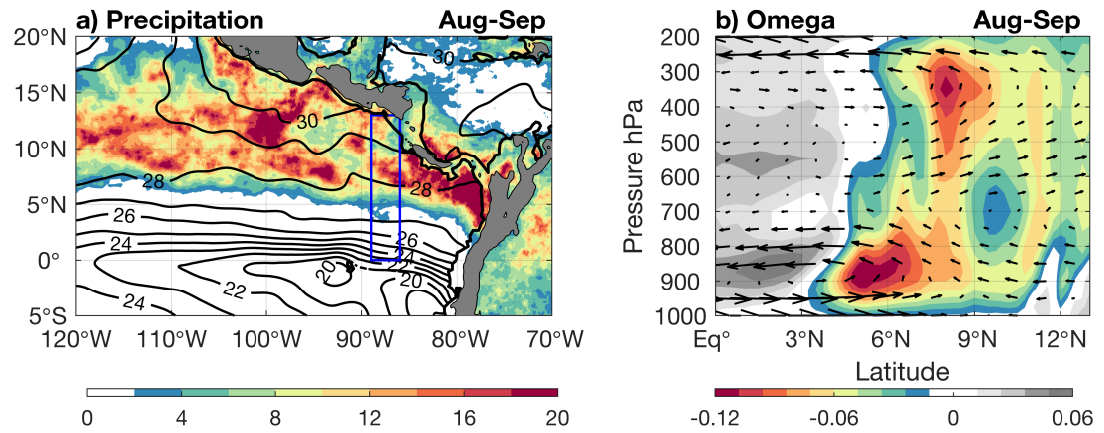 a) Precipitation Aug-Sep
20°N
15°N
10°N
5°N
0°
5°S
120°W 110°W 100°W 90°W 80°W 70°W
30
30
28
28
26
26
24
24
24
22
20
20
0 4 8 12 16 20
b) Omega Aug-Sep
Pressure hPa
200
300
400
500
600
700
800
900
1000
Eq 3°N 6°N 9°N 12°N
Latitude
-0.12 -0.06 0 0.06